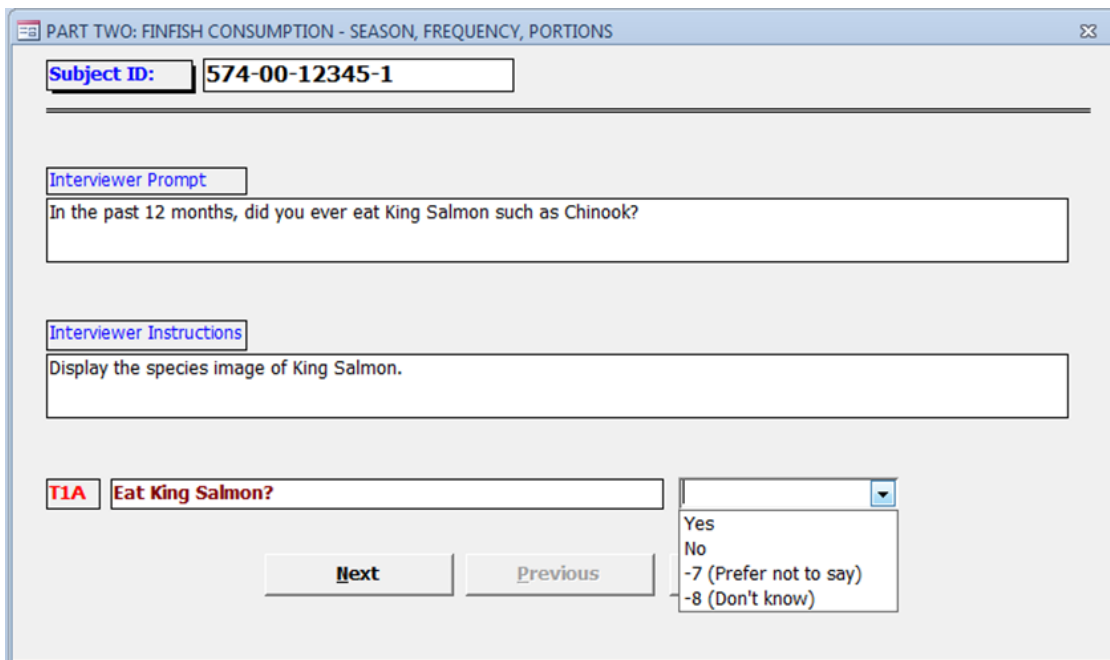 PART TWO: FINFISH CONSUMPTION - SEASON, FREQUENCY, PORTIONS
Subject ID: 574-00-12345-1
Interviewer Prompt
In the past 12 months, did you ever eat King Salmon such as Chinook?
Interviewer Instructions
Display the species image of King Salmon.
T1A Eat King Salmon?
Yes
No
-7 (Prefer not to say)
-8 (Don't know)
Next Previous